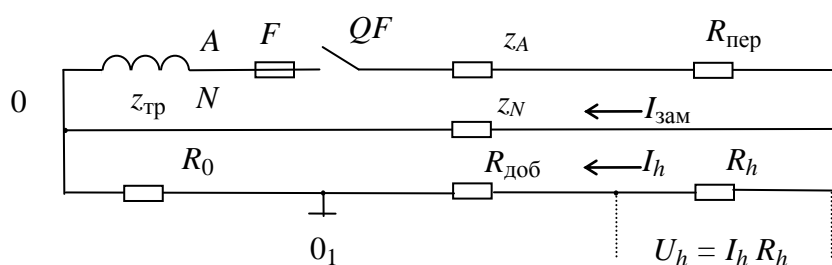 A F QF z_A R_пер
0 z_тр N z_N I_зам
R_0 R_доб I_h R_h
0_1 U_h = I_h R_h